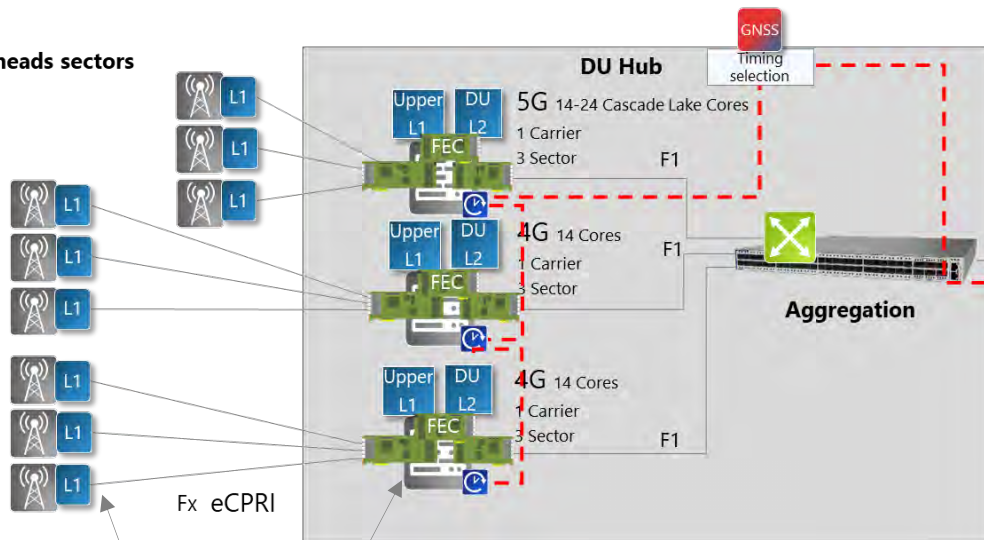 GNSS
Timing
selection
heads sectors
DU Hub
L1
L1
L1
Upper
L1
DU
L2
FEC
5G 14-24 Cascade Lake Cores
1 Carrier
3 Sector
F1
L1
L1
L1
Upper
L1
DU
L2
FEC
4G 14 Cores
1 Carrier
3 Sector
F1
Aggregation
L1
L1
L1
Upper
L1
DU
L2
FEC
4G 14 Cores
1 Carrier
3 Sector
F1
Fx eCPRI